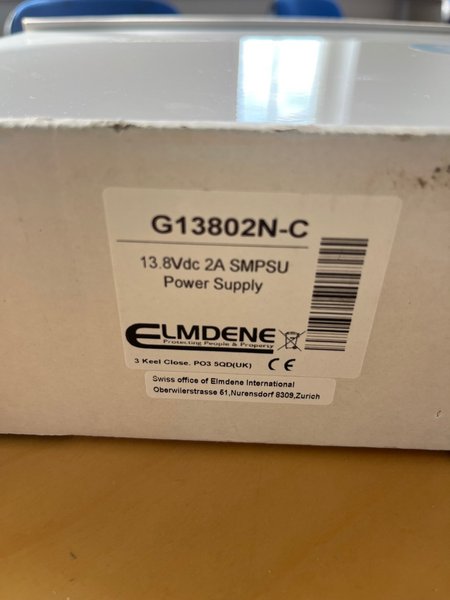 G13802N-C
13.8Vdc 2A SMPSU
Power Supply
ELMDENE
Protecting People & Property
3 Keel Close. PO3 5QD(UK) CE
Swiss office of Elmdene International
Oberwilerstrasse 51,Nurensdorf 8309,Zurich